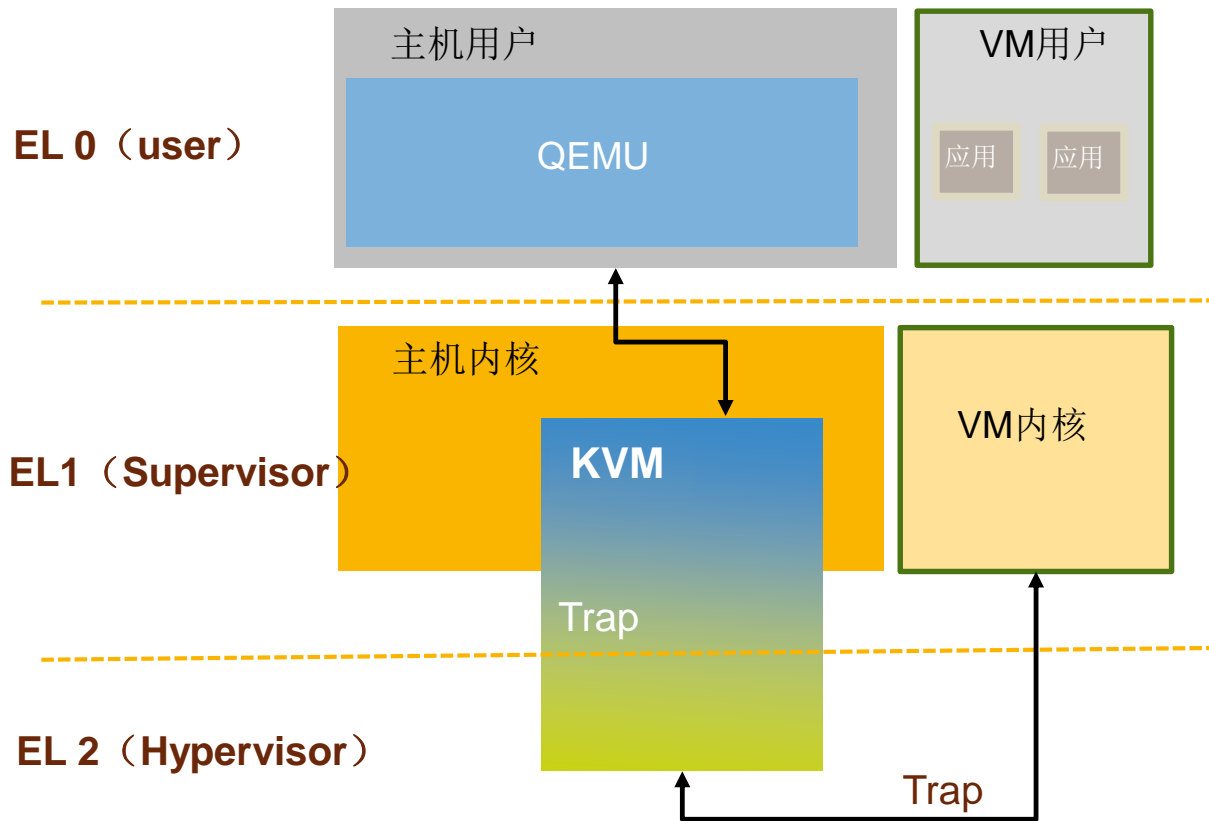 主机用户
VM用户
EL 0（user）
QEMU
应用
应用
主机内核
VM内核
KVM
EL1（Supervisor）
Trap
EL 2（Hypervisor）
Trap